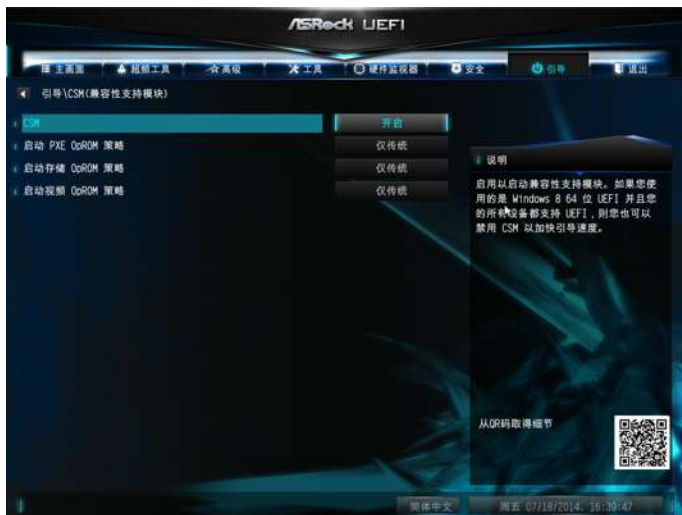 ASRock UEFI
主画面 超频工具 高级 工具 硬件监视器 安全 引导 退出
引导\CSM(兼容性支持模块)
CSM 开启
启动 PXE OpROM 策略 仅传统
启动存储 OpROM 策略 仅传统
启动视频 OpROM 策略 仅传统
说明
启用以启动兼容性支持模块。如果您使
用的是 Windows 8 64 位 UEFI 并且您
的所有设备都支持 UEFI，则您也可以
禁用 CSM 以加快引导速度。
从QR码取得细节
简体中文 周五 07/18/2014. 16:39:47